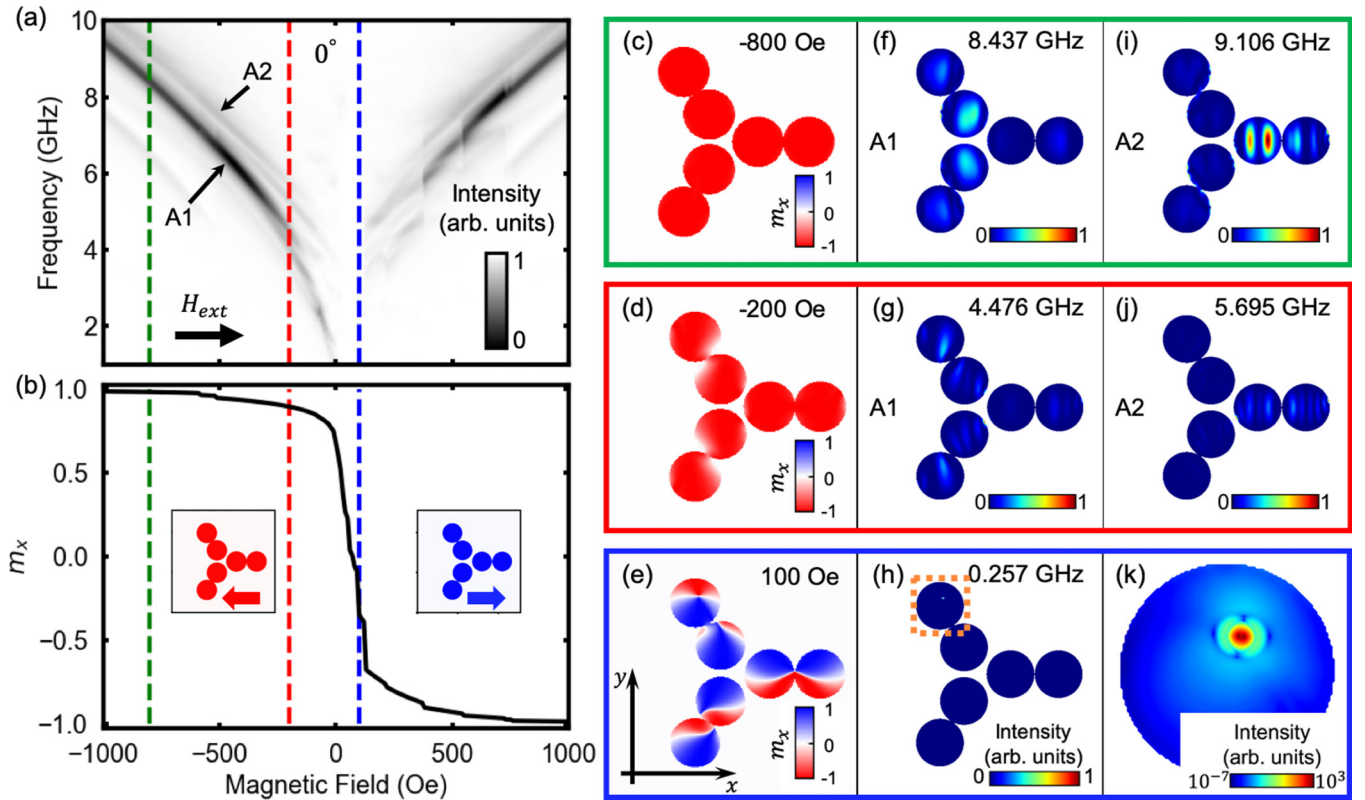 (a)
10
8
6
4
2
Frequency (GHz)
0°
A2
A1
H_ext
Intensity
(arb. units)
1
0
(b)
1.0
0.5
0.0
−0.5
−1.0
m_x
−1000 −500 0 500 1000
Magnetic Field (Oe)
(c) -800 Oe
m_x
1
0
-1
(f) 8.437 GHz
A1
0 1
(i) 9.106 GHz
A2
0 1
(d) -200 Oe
m_x
1
0
-1
(g) 4.476 GHz
A1
0 1
(j) 5.695 GHz
A2
0 1
(e) 100 Oe
y
x
m_x
1
0
-1
(h) 0.257 GHz
Intensity
(arb. units)
0 1
(k)
Intensity
(arb. units)
10⁻⁷ 10³